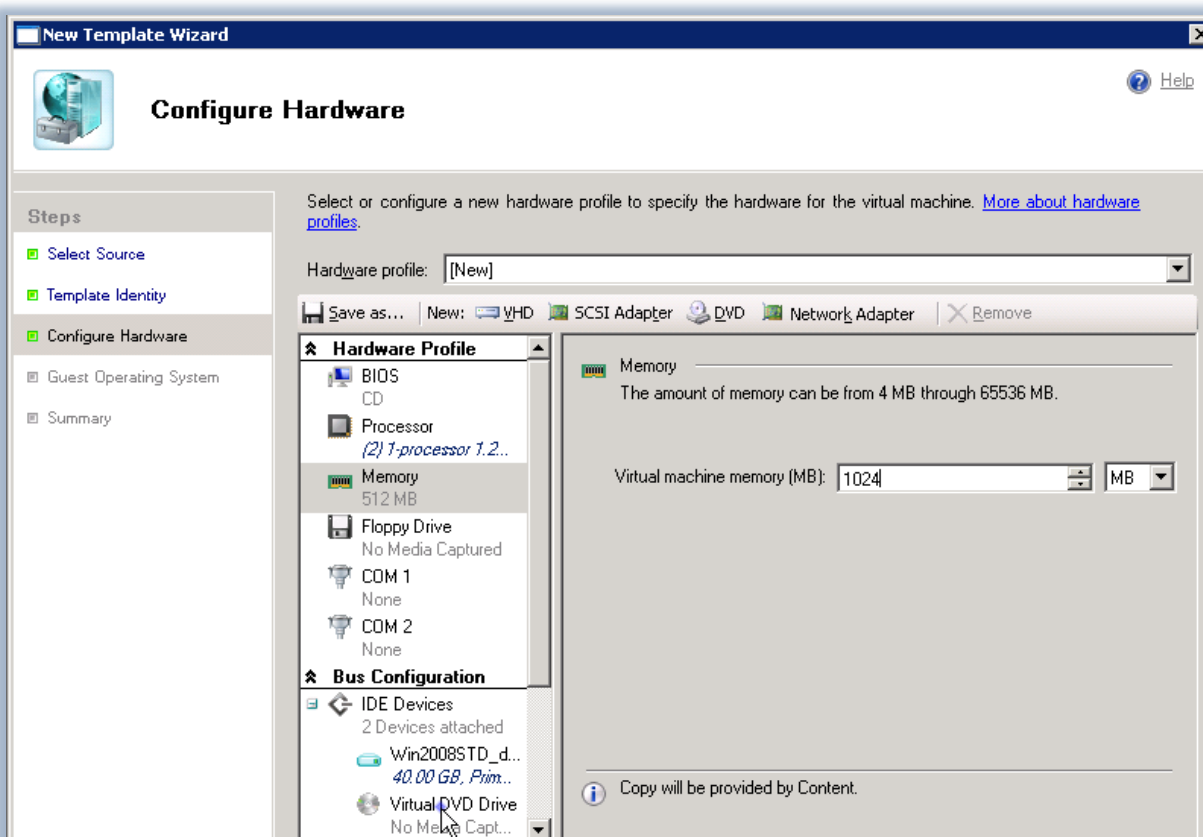 New Template Wizard
Configure Hardware
Help
Steps
Select Source
Template Identity
Configure Hardware
Guest Operating System
Summary
Select or configure a new hardware profile to specify the hardware for the virtual machine. More about hardware
profiles.
Hardware profile: [New]
Save as... New: VHD SCSI Adapter DVD Network Adapter Remove
Hardware Profile
BIOS
CD
Processor
(2) 1-processor 1.2...
Memory
512 MB
Floppy Drive
No Media Captured
COM 1
None
COM 2
None
Bus Configuration
IDE Devices
2 Devices attached
Win2008STD_d...
40.00 GB, Prim...
Virtual DVD Drive
No Media Capt...
Memory
The amount of memory can be from 4 MB through 65536 MB.
Virtual machine memory (MB): 1024 MB
Copy will be provided by Content.